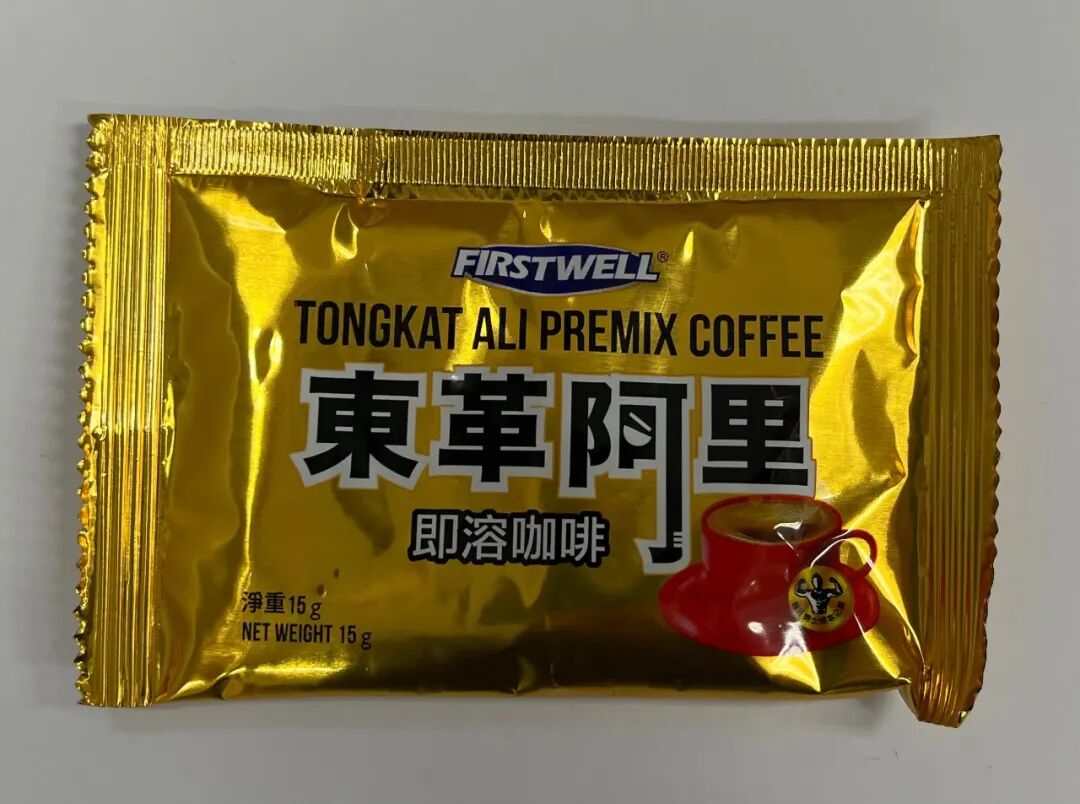 FIRSTWELL®
TONGKAT ALI PREMIX COFFEE
東革阿里
即溶咖啡
淨重15g
NET WEIGHT 15g